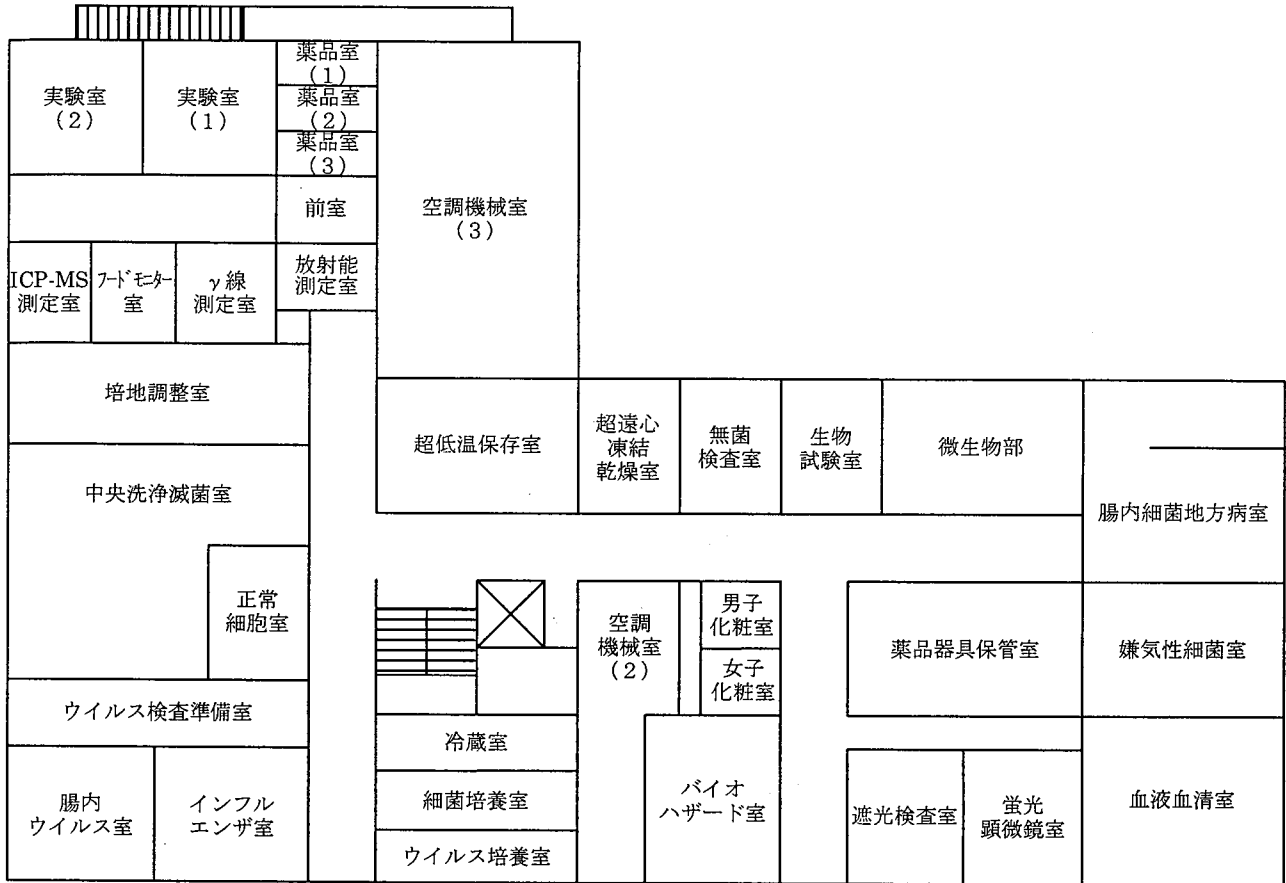 実験室
(2)
実験室
(1)
薬品室
(1)
薬品室
(2)
薬品室
(3)
前室
空調機械室
(3)
ICP-MS
測定室
フードモニター
室
γ線
測定室
放射能
測定室
培地調整室
超低温保存室
超遠心
凍結
乾燥室
無菌
検査室
生物
試験室
微生物部
腸内細菌地方病室
中央洗浄滅菌室
正常
細胞室
空調
機械室
(2)
男子
化粧室
女子
化粧室
薬品器具保管室
嫌気性細菌室
ウイルス検査準備室
冷蔵室
腸内
ウイルス室
インフル
エンザ室
細菌培養室
ウイルス培養室
バイオ
ハザード室
遮光検査室
蛍光
顕微鏡室
血液血清室